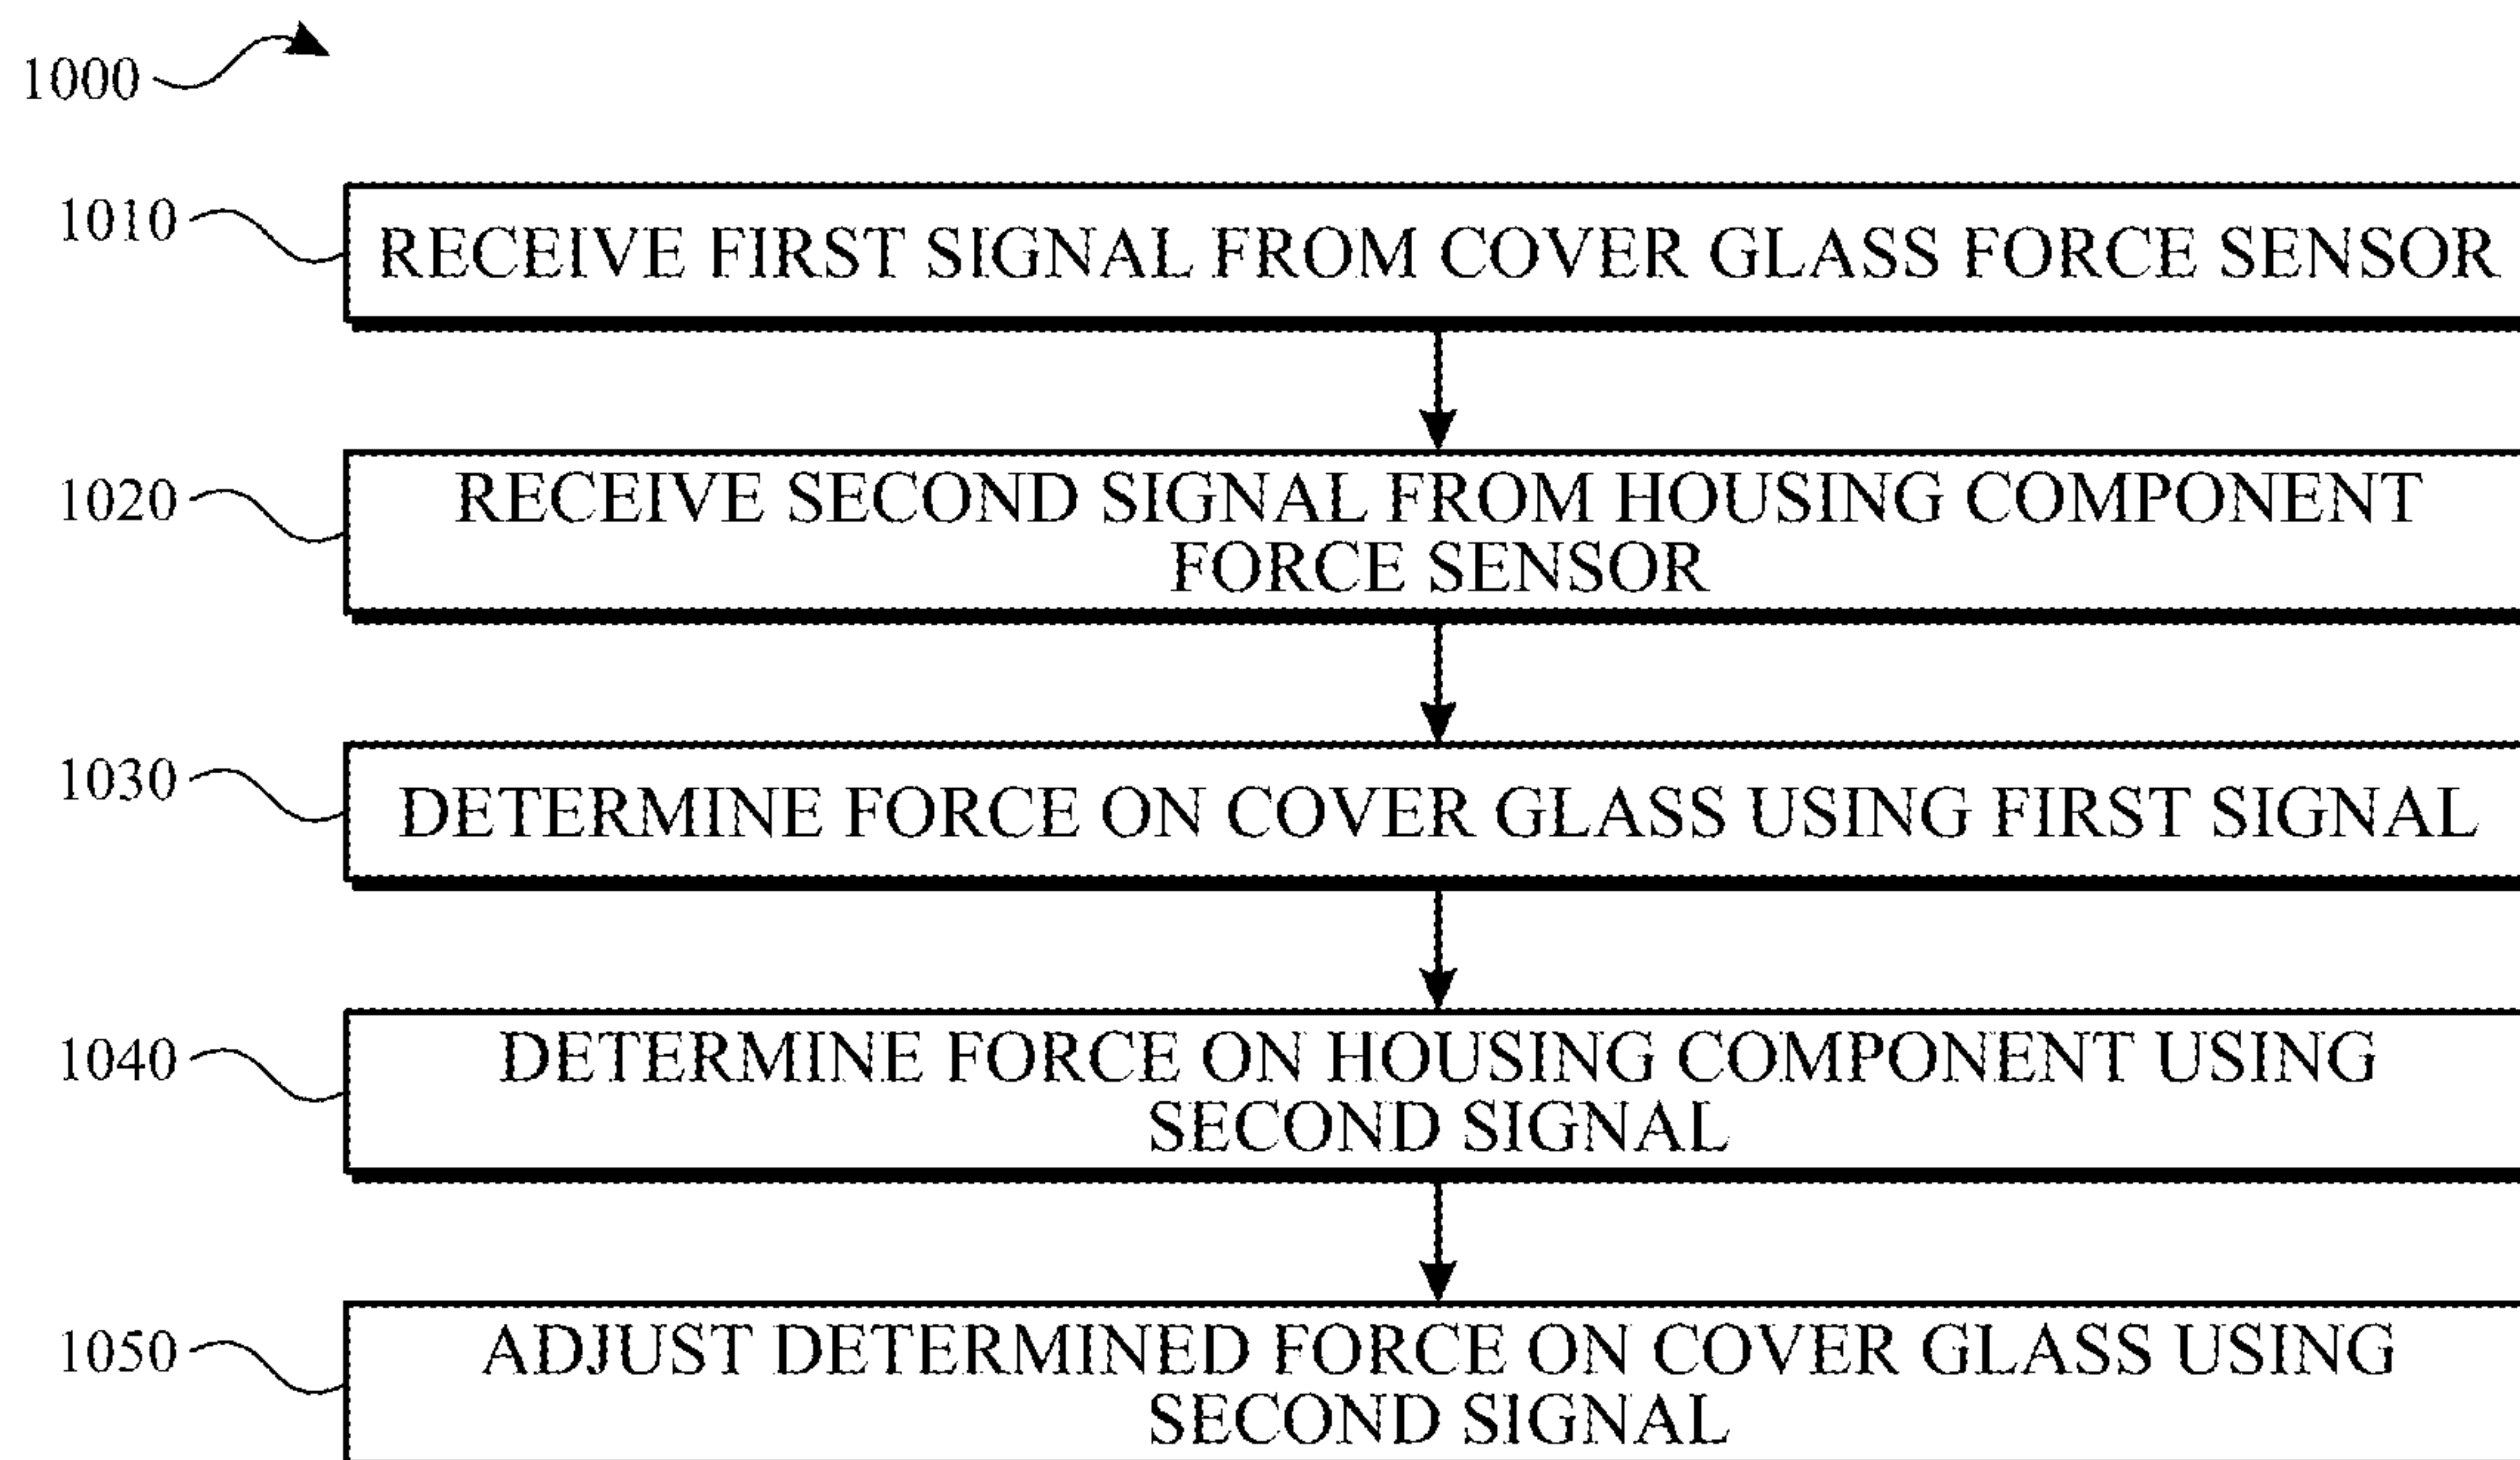 1000
1010
RECEIVE FIRST SIGNAL FROM COVER GLASS FORCE SENSOR
1020
RECEIVE SECOND SIGNAL FROM HOUSING COMPONENT
FORCE SENSOR
1030
DETERMINE FORCE ON COVER GLASS USING FIRST SIGNAL
1040
DETERMINE FORCE ON HOUSING COMPONENT USING
SECOND SIGNAL
1050
ADJUST DETERMINED FORCE ON COVER GLASS USING
SECOND SIGNAL